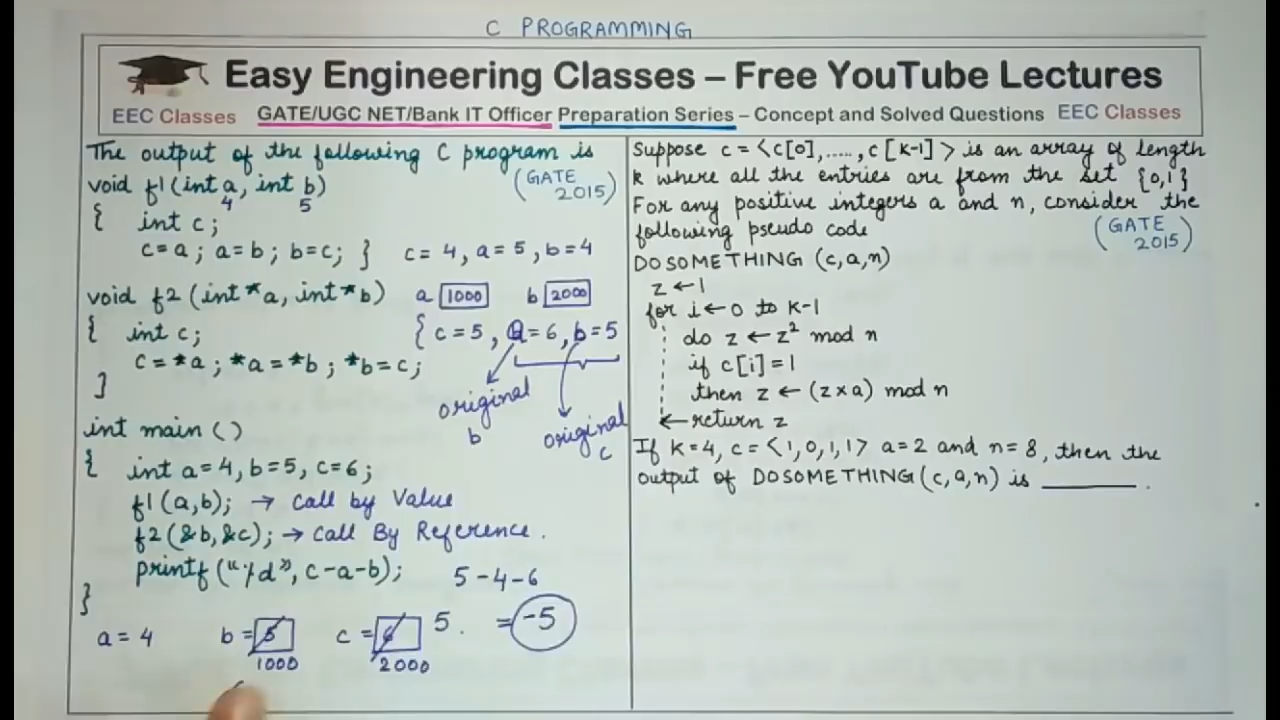 C PROGRAMMING
Easy Engineering Classes – Free YouTube Lectures
EEC Classes GATE/UGC NET/Bank IT Officer Preparation Series – Concept and Solved Questions EEC Classes
The output of the following C program is
(GATE 2015)
void f1(int a, int b)
4 5
{ int c;
c=a; a=b; b=c; } c=4, a=5, b=4
void f2(int *a, int *b) a 1000 b 2000
{ int c; { c=5, a=6, b=5
c=*a; *a=*b; *b=c;
}
original b
original c
int main()
{ int a=4, b=5, c=6;
f1(a,b); → Call by Value
f2(&b,&c); → Call By Reference.
printf("%d", c-a-b); 5-4-6
}
= -5
a=4 b=5 c=6 5.
1000 2000
Suppose c = <c[0],....., c[k-1]> is an array of length
k where all the entries are from the set {0,1}
For any positive integers a and n, consider the
following pseudo code
(GATE 2015)
DOSOMETHING (c,a,n)
z ← 1
for i ← 0 to k-1
do z ← z² mod n
if c[i]=1
then z ← (z x a) mod n
← return z
If k=4, c = <1,0,1,1> a=2 and n=8, then the
output of DOSOMETHING(c,a,n) is ________.